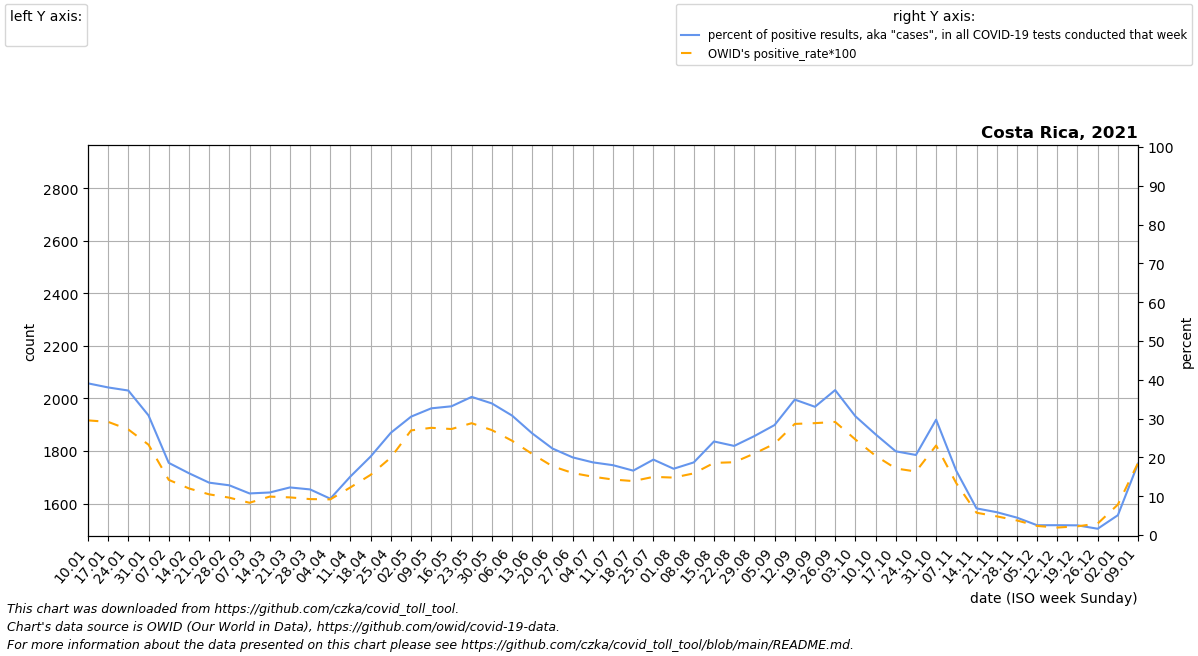 left Y axis:
right Y axis:
percent of positive results, aka "cases", in all COVID-19 tests conducted that week
OWID's positive_rate*100
Costa Rica, 2021
count
2800
2600
2400
2200
2000
1800
1600
100
90
80
70
60
50
40
30
20
10
0
percent
10.01 17.01 24.01 31.01 07.02 14.02 21.02 28.02 07.03 14.03 21.03 28.03 04.04 11.04 18.04 25.04 02.05 09.05 16.05 23.05 30.05 06.06 13.06 20.06 27.06 04.07 11.07 18.07 25.07 01.08 08.08 15.08 22.08 29.08 05.09 12.09 19.09 26.09 03.10 10.10 17.10 24.10 31.10 07.11 14.11 21.11 28.11 05.12 12.12 19.12 26.12 02.01 09.01
date (ISO week Sunday)
This chart was downloaded from https://github.com/czka/covid_toll_tool.
Chart's data source is OWID (Our World in Data), https://github.com/owid/covid-19-data.
For more information about the data presented on this chart please see https://github.com/czka/covid_toll_tool/blob/main/README.md.